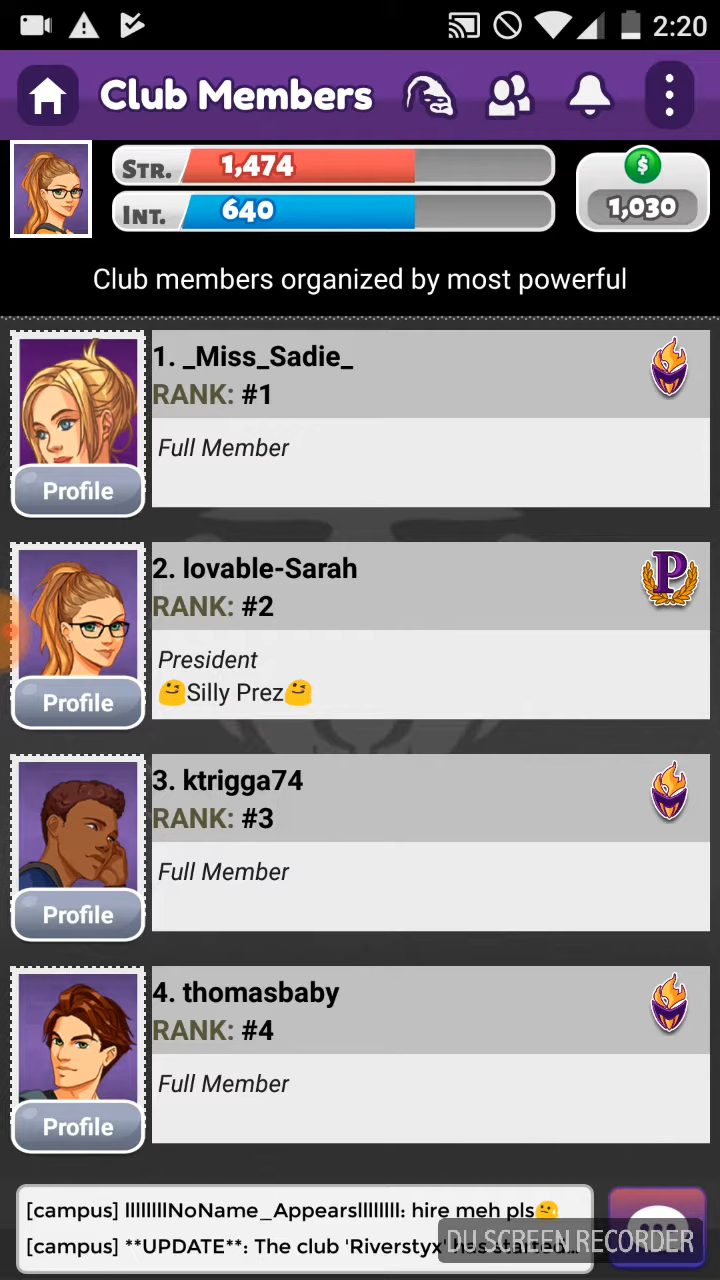 2:20
Club Members
STR. 1,474
$
INT. 640
1,030
Club members organized by most powerful
1. _Miss_Sadie_
RANK: #1
Full Member
Profile
2. lovable-Sarah
P
RANK: #2
President
😋Silly Prez😋
Profile
3. ktrigga74
RANK: #3
Full Member
Profile
4. thomasbaby
RANK: #4
Full Member
Profile
[campus] llllllllNoName_Appearsllllllll: hire meh pls
[campus] **UPDATE**: The club 'Riverstyx' has started...
DU SCREEN RECORDER